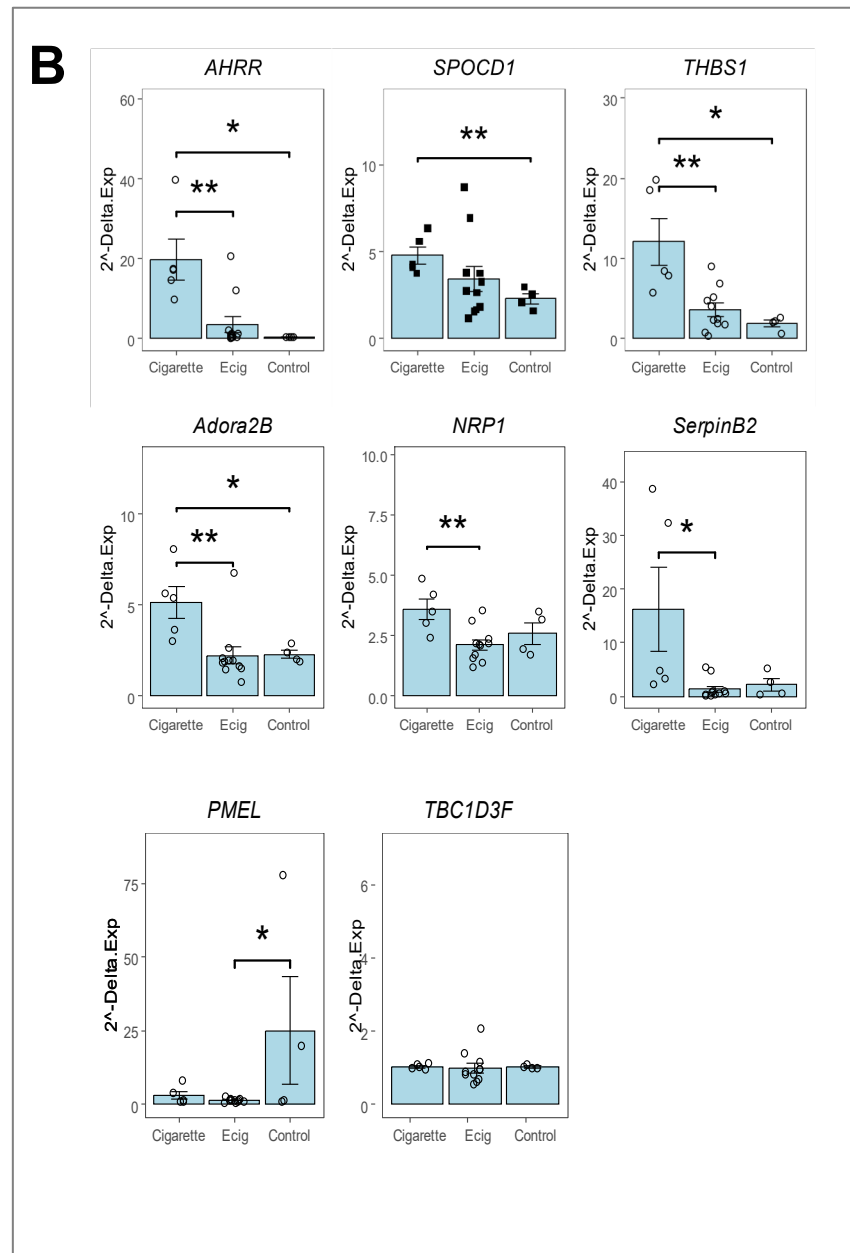 B
AHRR
SPOCD1
THBS1
2^-Delta.Exp
60
40
20
0
*
**
Cigarette Ecig Control
2^-Delta.Exp
10
5
0
**
Cigarette Ecig Control
2^-Delta.Exp
30
20
10
0
*
**
Cigarette Ecig Control
Adora2B
NRP1
SerpinB2
2^-Delta.Exp
10
5
0
*
**
Cigarette Ecig Control
2^-Delta.Exp
10.0
7.5
5.0
2.5
0.0
**
Cigarette Ecig Control
2^-Delta.Exp
40
30
20
10
0
*
Cigarette Ecig Control
PMEL
TBC1D3F
2^-Delta.Exp
75
50
25
0
*
Cigarette Ecig Control
2^-Delta.Exp
6
4
2
0
Cigarette Ecig Control